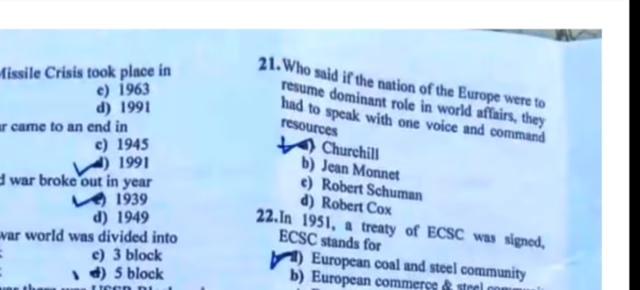 Missile Crisis took place in
c) 1963
d) 1991
came to an end in
c) 1945
d) 1991
war broke out in year
c) 1939
d) 1949
war world was divided into
c) 3 block
d) 5 block
21. Who said if the nation of the Europe were to
resume dominant role in world affairs, they
had to speak with one voice and command
resources
a) Churchill
b) Jean Monnet
c) Robert Schuman
d) Robert Cox
22. In 1951, a treaty of ECSC was signed,
ECSC stands for
a) European coal and steel community
b) European commerce & steel